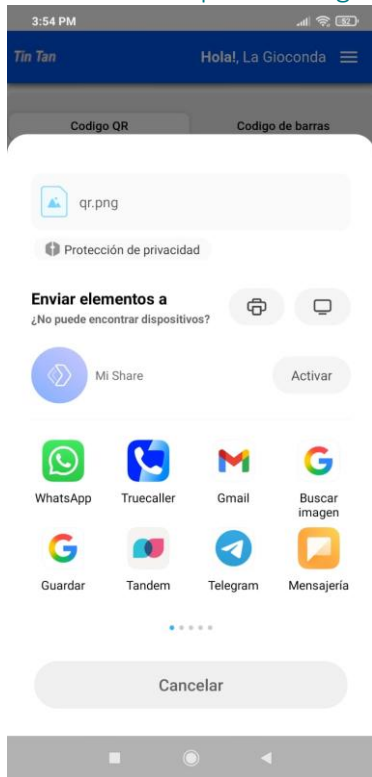 3:54 PM
52
Tin Tan
Hola!, La Gioconda
Codigo QR
Codigo de barras
qr.png
Protección de privacidad
Enviar elementos a
¿No puede encontrar dispositivos?
Mi Share
Activar
WhatsApp
Truecaller
Gmail
Buscar
imagen
Guardar
Tandem
Telegram
Mensajería
Cancelar